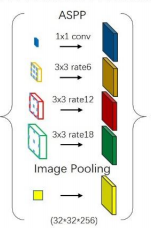 ASPP
1x1 conv
3x3 rate6
3x3 rate12
3x3 rate18
Image Pooling
(32*32*256)